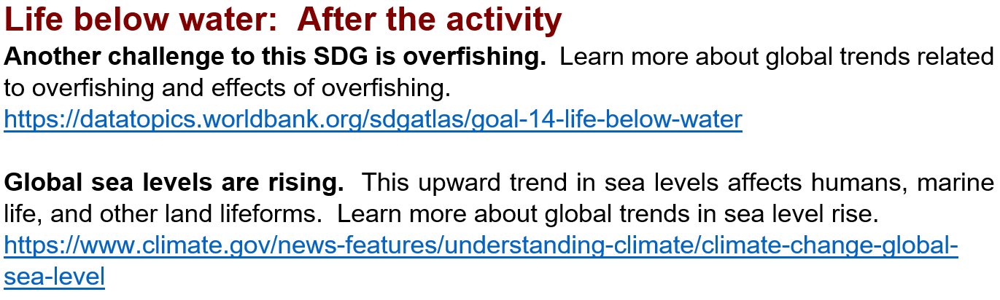 Life below water:  After the activity
Another challenge to this SDG is overfishing.  Learn more about global trends related
to overfishing and effects of overfishing.
https://datatopics.worldbank.org/sdgatlas/goal-14-life-below-water
Global sea levels are rising.  This upward trend in sea levels affects humans, marine
life, and other land lifeforms.  Learn more about global trends in sea level rise.
https://www.climate.gov/news-features/understanding-climate/climate-change-global-
sea-level